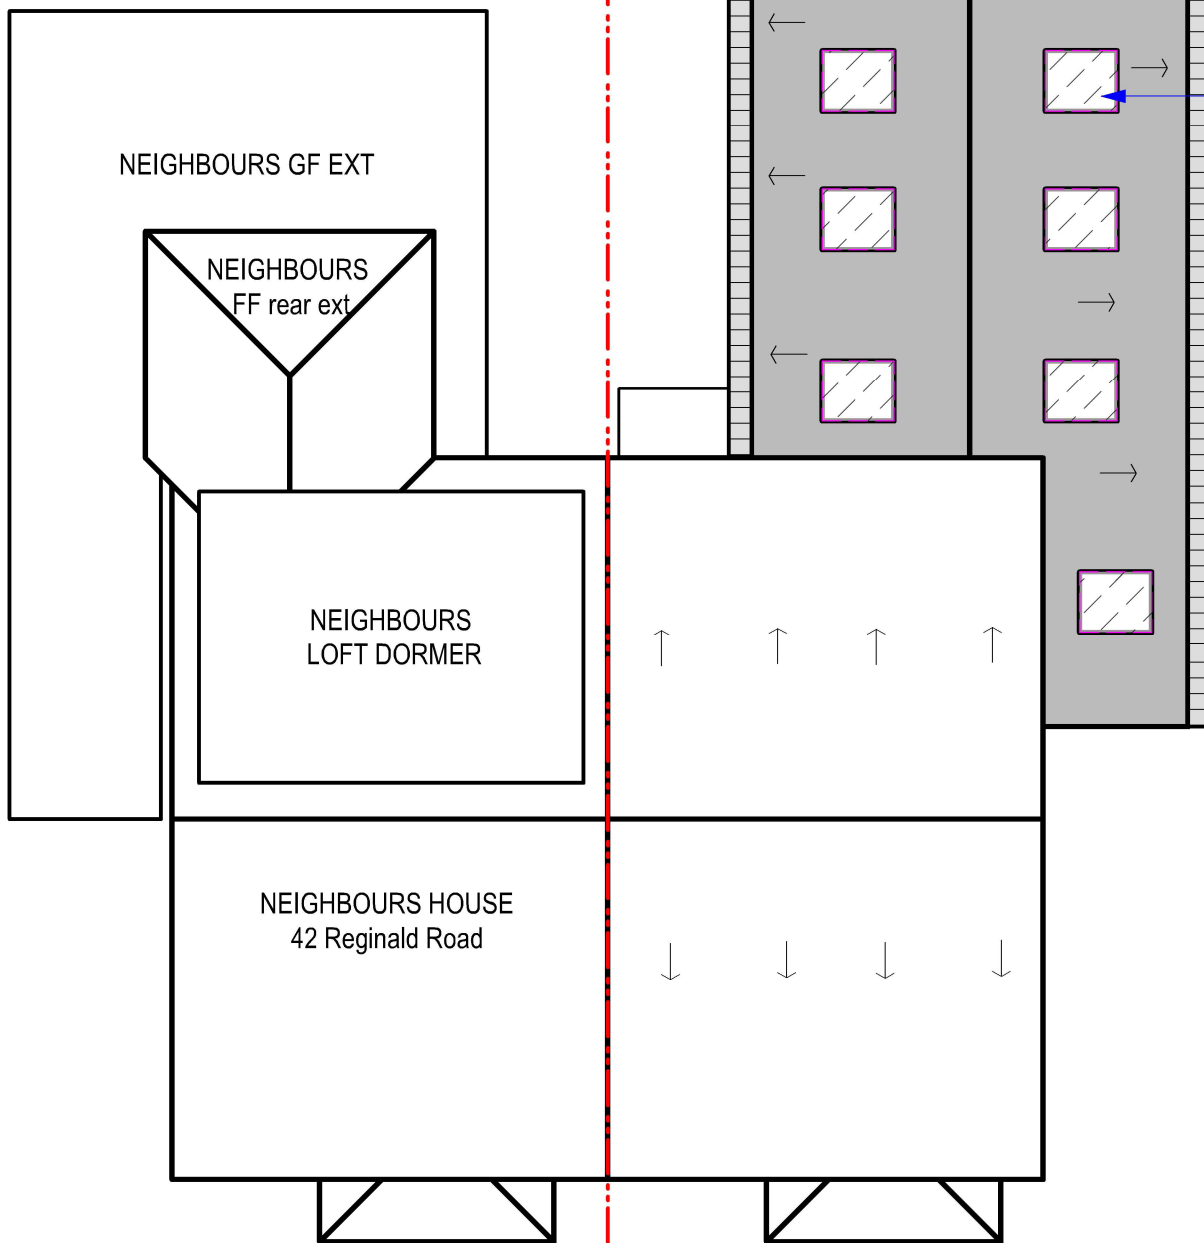 NEIGHBOURS GF EXT
NEIGHBOURS
FF rear ext
NEIGHBOURS
LOFT DORMER
NEIGHBOURS HOUSE
42 Reginald Road